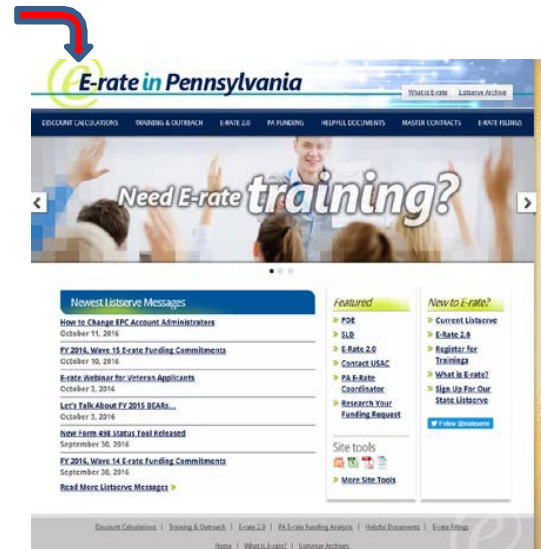 E-rate in Pennsylvania
What is E-rate Listserve Archive
DISCOUNT CALCULATIONS TRAINING & OUTREACH E-RATE 2.0 PA FUNDING HELPFUL DOCUMENTS MASTER CONTRACTS E-RATE FILINGS
Need E-rate training?
Newest Listserve Messages
How to Change EPC Account Administrators
October 11, 2016
FY 2016, Wave 15 E-rate Funding Commitments
October 10, 2016
E-rate Webinar for Veteran Applicants
October 3, 2016
Let's Talk About FY 2015 BEARs...
October 3, 2016
New Form 498 Status Tool Released
September 30, 2016
FY 2016, Wave 14 E-rate Funding Commitments
September 30, 2016
Read More Listserve Messages »
Featured
» PDE
» SLD
» E-Rate 2.0
» Contact USAC
» PA E-Rate
Coordinator
» Research Your
Funding Request
Site tools
» More Site Tools
New to E-rate?
» Current Listserve
» E-Rate 2.0
» Register for
Trainings
» What is E-rate?
» Sign Up For Our
State Listserve
Follow
Discount Calculations | Training & Outreach | E-rate 2.0 | PA E-rate Funding Analysis | Helpful Documents | E-rate Filings
Home | What is E-rate? | Listserve Archives